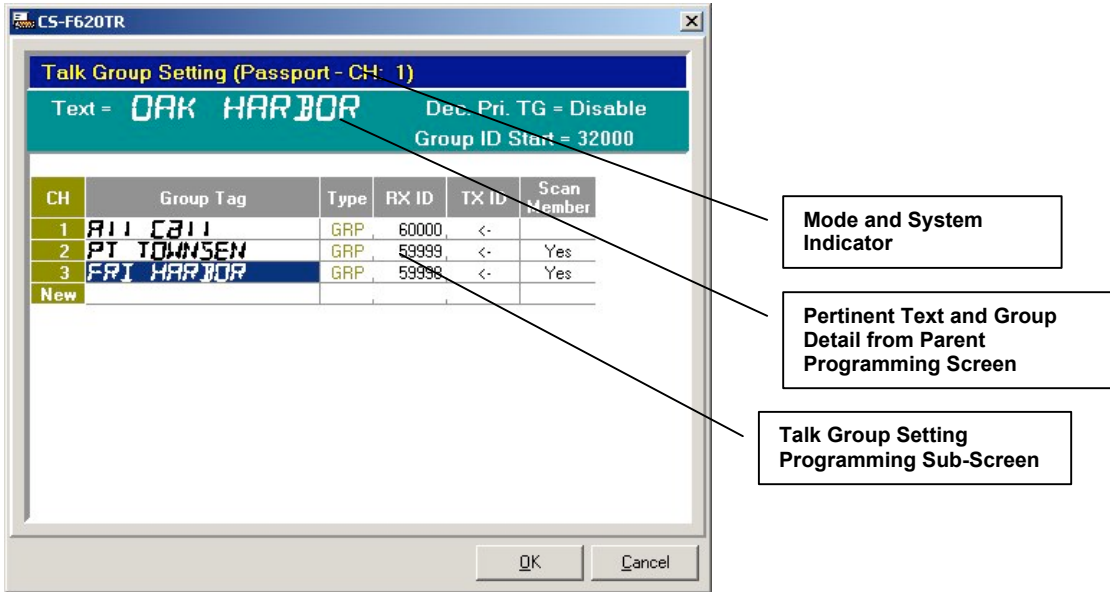 CS-F620TR
Talk Group Setting (Passport - CH: 1)
Text = OAK HARBOR Dec. Pri. TG = Disable
Group ID Start = 32000
CH Group Tag Type RX ID TX ID Scan Member
1 All Call GRP 60000 <-
2 PT TOWNSEN GRP 59999 <- Yes
3 FRI HARBOR GRP 59998 <- Yes
New
OK Cancel
Mode and System
Indicator
Pertinent Text and Group
Detail from Parent
Programming Screen
Talk Group Setting
Programming Sub-Screen